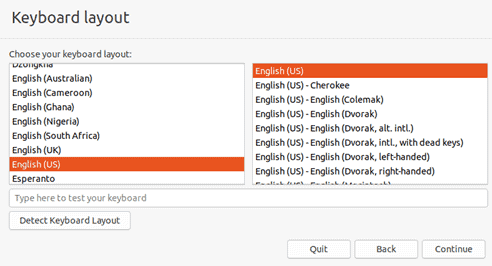 Keyboard layout
Choose your keyboard layout:
Dzongkha
English (Australian)
English (Cameroon)
English (Ghana)
English (Nigeria)
English (South Africa)
English (UK)
English (US)
Esperanto
English (US)
English (US) - Cherokee
English (US) - English (Colemak)
English (US) - English (Dvorak)
English (US) - English (Dvorak, alt. intl.)
English (US) - English (Dvorak, intl., with dead keys)
English (US) - English (Dvorak, left-handed)
English (US) - English (Dvorak, right-handed)
English (US) - English (Macintosh)
Type here to test your keyboard
Detect Keyboard Layout
Quit
Back
Continue